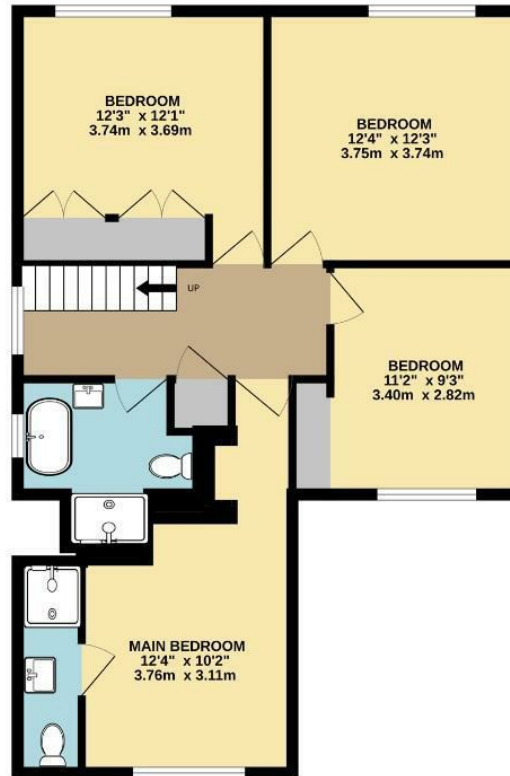 BEDROOM
12'3" x 12'1"
3.74m x 3.69m
BEDROOM
12'4" x 12'3"
3.75m x 3.74m
UP
BEDROOM
11'2" x 9'3"
3.40m x 2.82m
MAIN BEDROOM
12'4" x 10'2"
3.76m x 3.11m